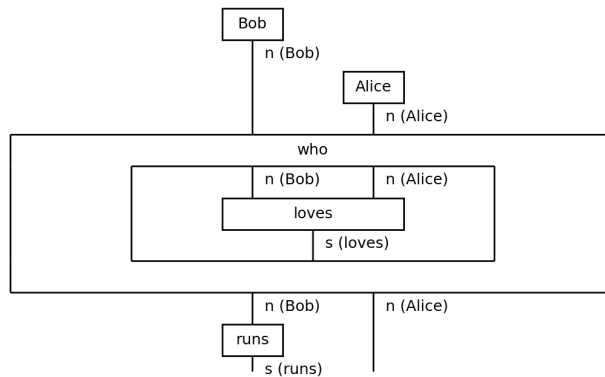 Bob
n (Bob)
Alice
n (Alice)
who
n (Bob) n (Alice)
loves
s (loves)
n (Bob) n (Alice)
runs
s (runs)